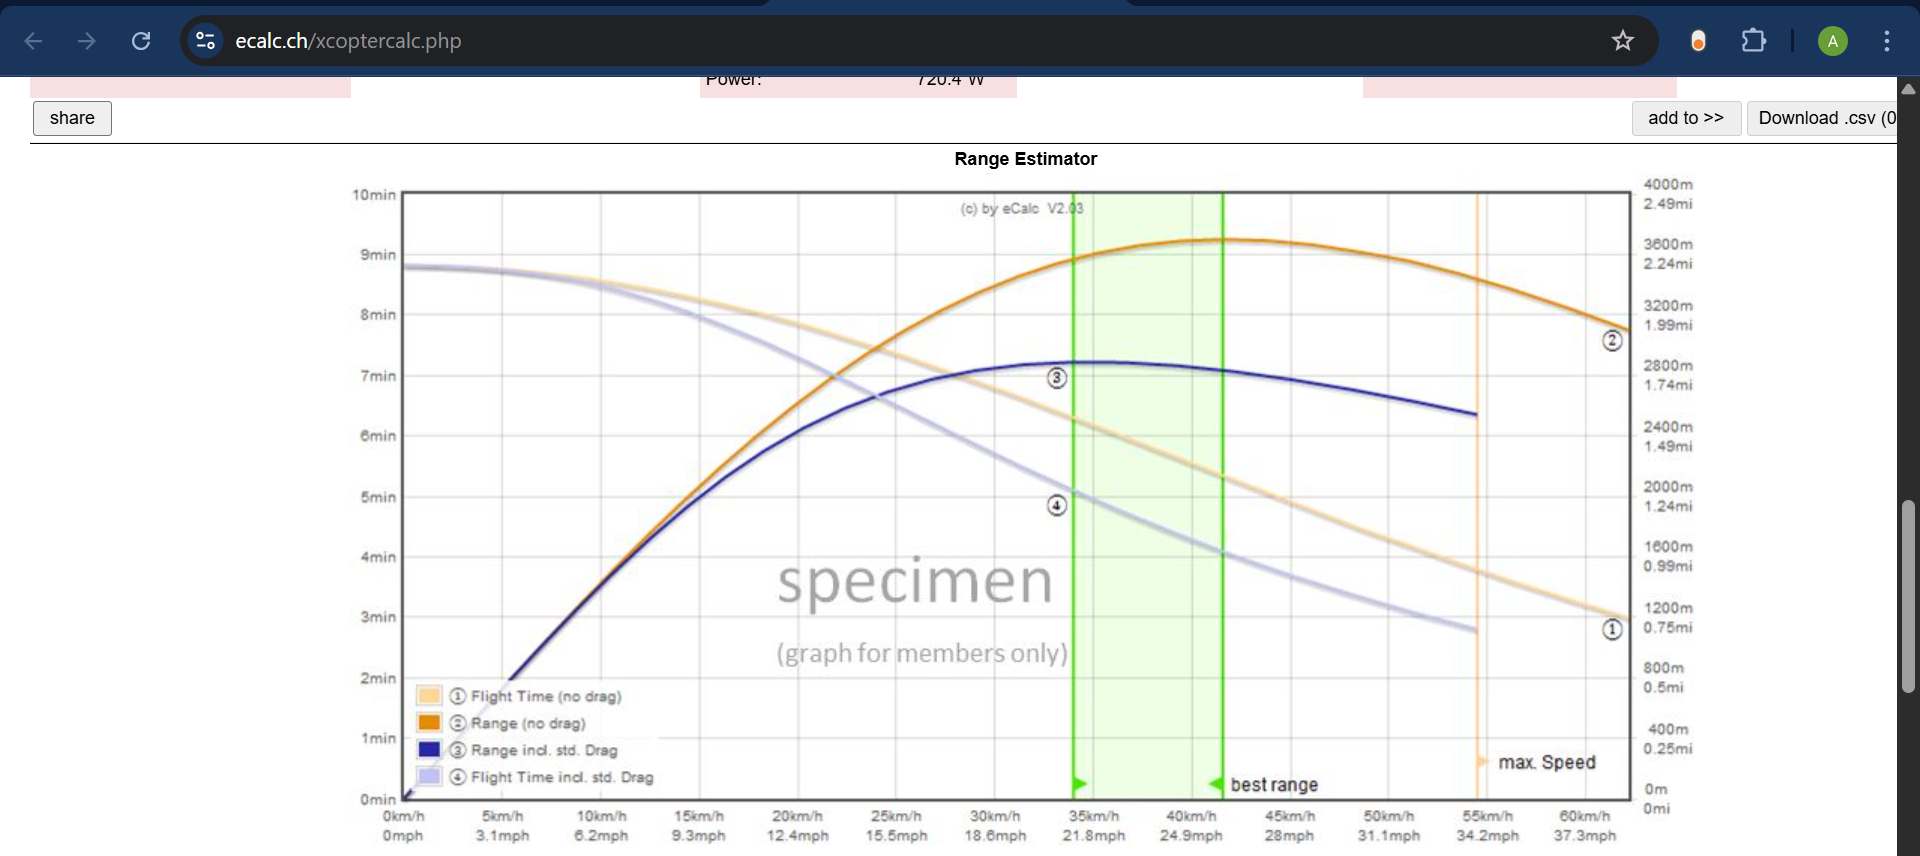 ecalc.ch/xcoptercalc.php
A
Power: 720.4 W
share
add to >>
Download .csv (0
Range Estimator
(c) by eCalc V2.03
10min
9min
8min
7min
6min
5min
4min
3min
2min
1min
0min
4000m
2.49mi
3600m
2.24mi
3200m
1.99mi
2800m
1.74mi
2400m
1.49mi
2000m
1.24mi
1600m
0.99mi
1200m
0.75mi
800m
0.5mi
400m
0.25mi
0m
0mi
②
③
④
①
specimen
(graph for members only)
① Flight Time (no drag)
② Range (no drag)
③ Range incl. std. Drag
④ Flight Time incl. std. Drag
max. Speed
best range
0km/h 5km/h 10km/h 15km/h 20km/h 25km/h 30km/h 35km/h 40km/h 45km/h 50km/h 55km/h 60km/h
0mph 3.1mph 6.2mph 9.3mph 12.4mph 15.5mph 18.6mph 21.8mph 24.9mph 28mph 31.1mph 34.2mph 37.3mph